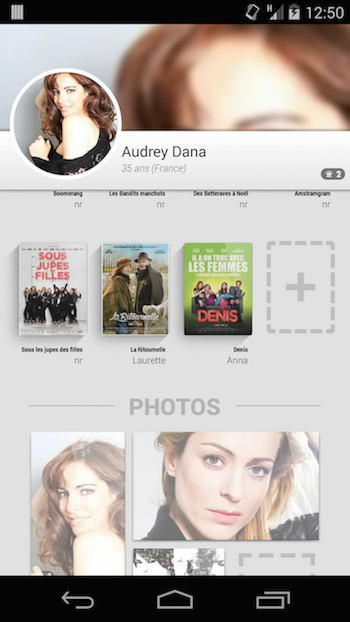 12:50
Audrey Dana
35 ans (France)
2
Boomerang
Les Bandits manchots
Des Betteraves à Noël
Amstramgram
nr
nr
nr
nr
SOUS
LES JUPES
DES FILLES
La Ritournelle
IL A UN TRUC AVEC
LES FEMMES
DENIS
Sous les jupes des filles
La Ritournelle
Denis
nr
Laurette
Anna
PHOTOS